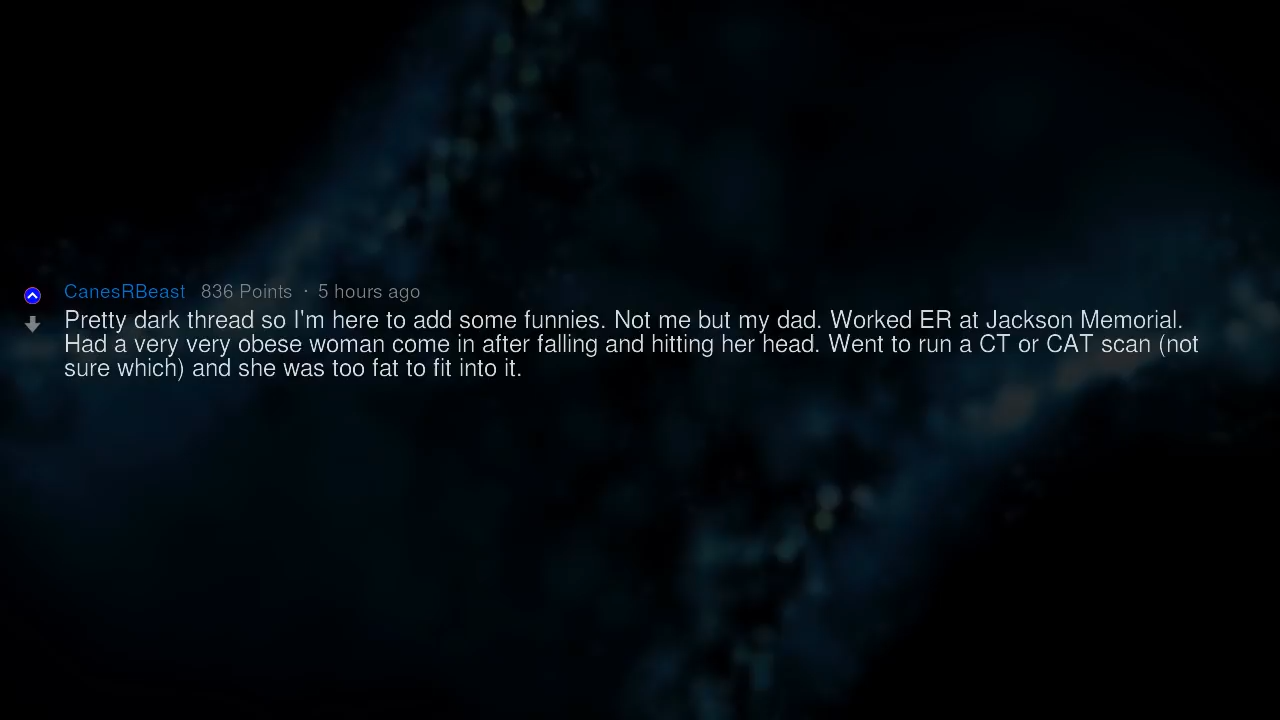 CanesRBeast 836 Points · 5 hours ago
Pretty dark thread so I'm here to add some funnies. Not me but my dad. Worked ER at Jackson Memorial.
Had a very very obese woman come in after falling and hitting her head. Went to run a CT or CAT scan (not
sure which) and she was too fat to fit into it.